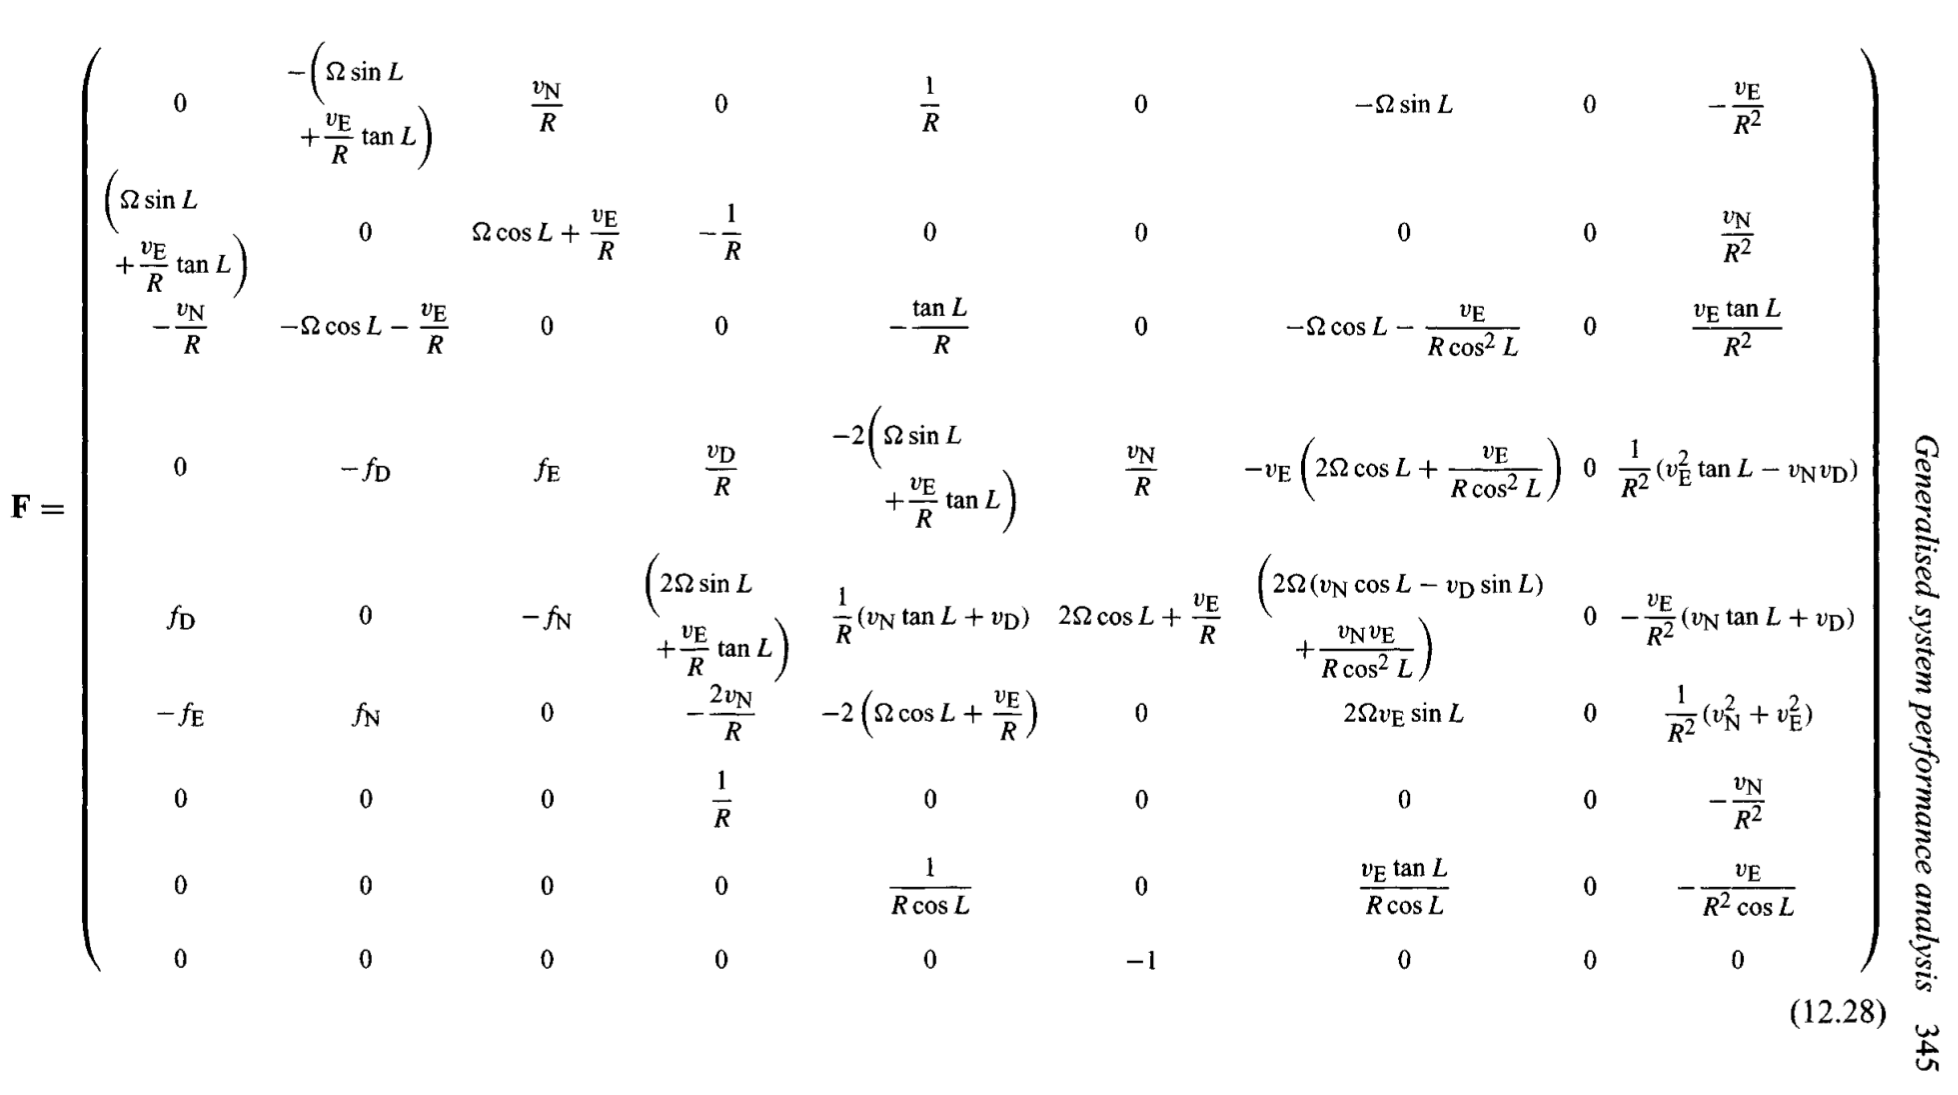 F = \begin{pmatrix}
0 & -\left(\Omega \sin L + \frac{v_E}{R} \tan L\right) & \frac{v_N}{R} & 0 & \frac{1}{R} & 0 & -\Omega \sin L & 0 & -\frac{v_E}{R^2} \\
\left(\Omega \sin L + \frac{v_E}{R} \tan L\right) & 0 & \Omega \cos L + \frac{v_E}{R} & -\frac{1}{R} & 0 & 0 & 0 & 0 & \frac{v_N}{R^2} \\
-\frac{v_N}{R} & -\Omega \cos L - \frac{v_E}{R} & 0 & 0 & -\frac{\tan L}{R} & 0 & -\Omega \cos L - \frac{v_E}{R \cos^2 L} & 0 & \frac{v_E \tan L}{R^2} \\
0 & -f_D & f_E & \frac{v_D}{R} & -2\left(\Omega \sin L + \frac{v_E}{R} \tan L\right) & \frac{v_N}{R} & -v_E \left(2\Omega \cos L + \frac{v_E}{R \cos^2 L}\right) & 0 & \frac{1}{R^2}(v_E^2 \tan L - v_N v_D) \\
f_D & 0 & -f_N & \left(2\Omega \sin L + \frac{v_E}{R} \tan L\right) & \frac{1}{R}(v_N \tan L + v_D) & 2\Omega \cos L + \frac{v_E}{R} & \left(2\Omega (v_N \cos L - v_D \sin L) + \frac{v_N v_E}{R \cos^2 L}\right) & 0 & -\frac{v_E}{R^2}(v_N \tan L + v_D) \\
-f_E & f_N & 0 & -\frac{2v_N}{R} & -2\left(\Omega \cos L + \frac{v_E}{R}\right) & 0 & 2\Omega v_E \sin L & 0 & \frac{1}{R^2}(v_N^2 + v_E^2) \\
0 & 0 & 0 & \frac{1}{R} & 0 & 0 & 0 & 0 & -\frac{v_N}{R^2} \\
0 & 0 & 0 & 0 & \frac{1}{R \cos L} & 0 & \frac{v_E \tan L}{R \cos L} & 0 & -\frac{v_E}{R^2 \cos L} \\
0 & 0 & 0 & 0 & 0 & -1 & 0 & 0 & 0
\end{pmatrix}
(12.28)
Generalised system performance analysis 345